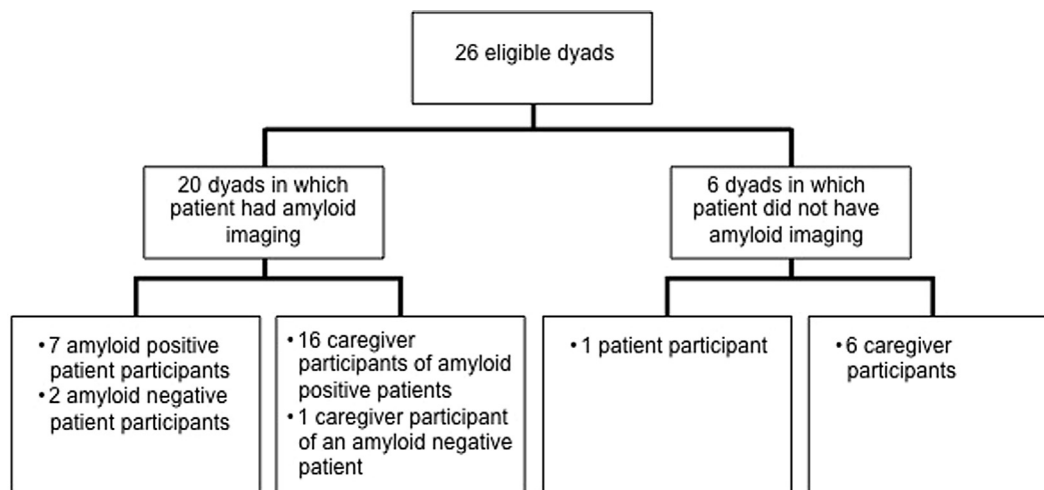 26 eligible dyads
20 dyads in which
patient had amyloid
imaging
6 dyads in which
patient did not have
amyloid imaging
• 7 amyloid positive
patient participants
• 2 amyloid negative
patient participants
• 16 caregiver
participants of amyloid
positive patients
• 1 caregiver participant
of an amyloid negative
patient
• 1 patient participant
• 6 caregiver
participants